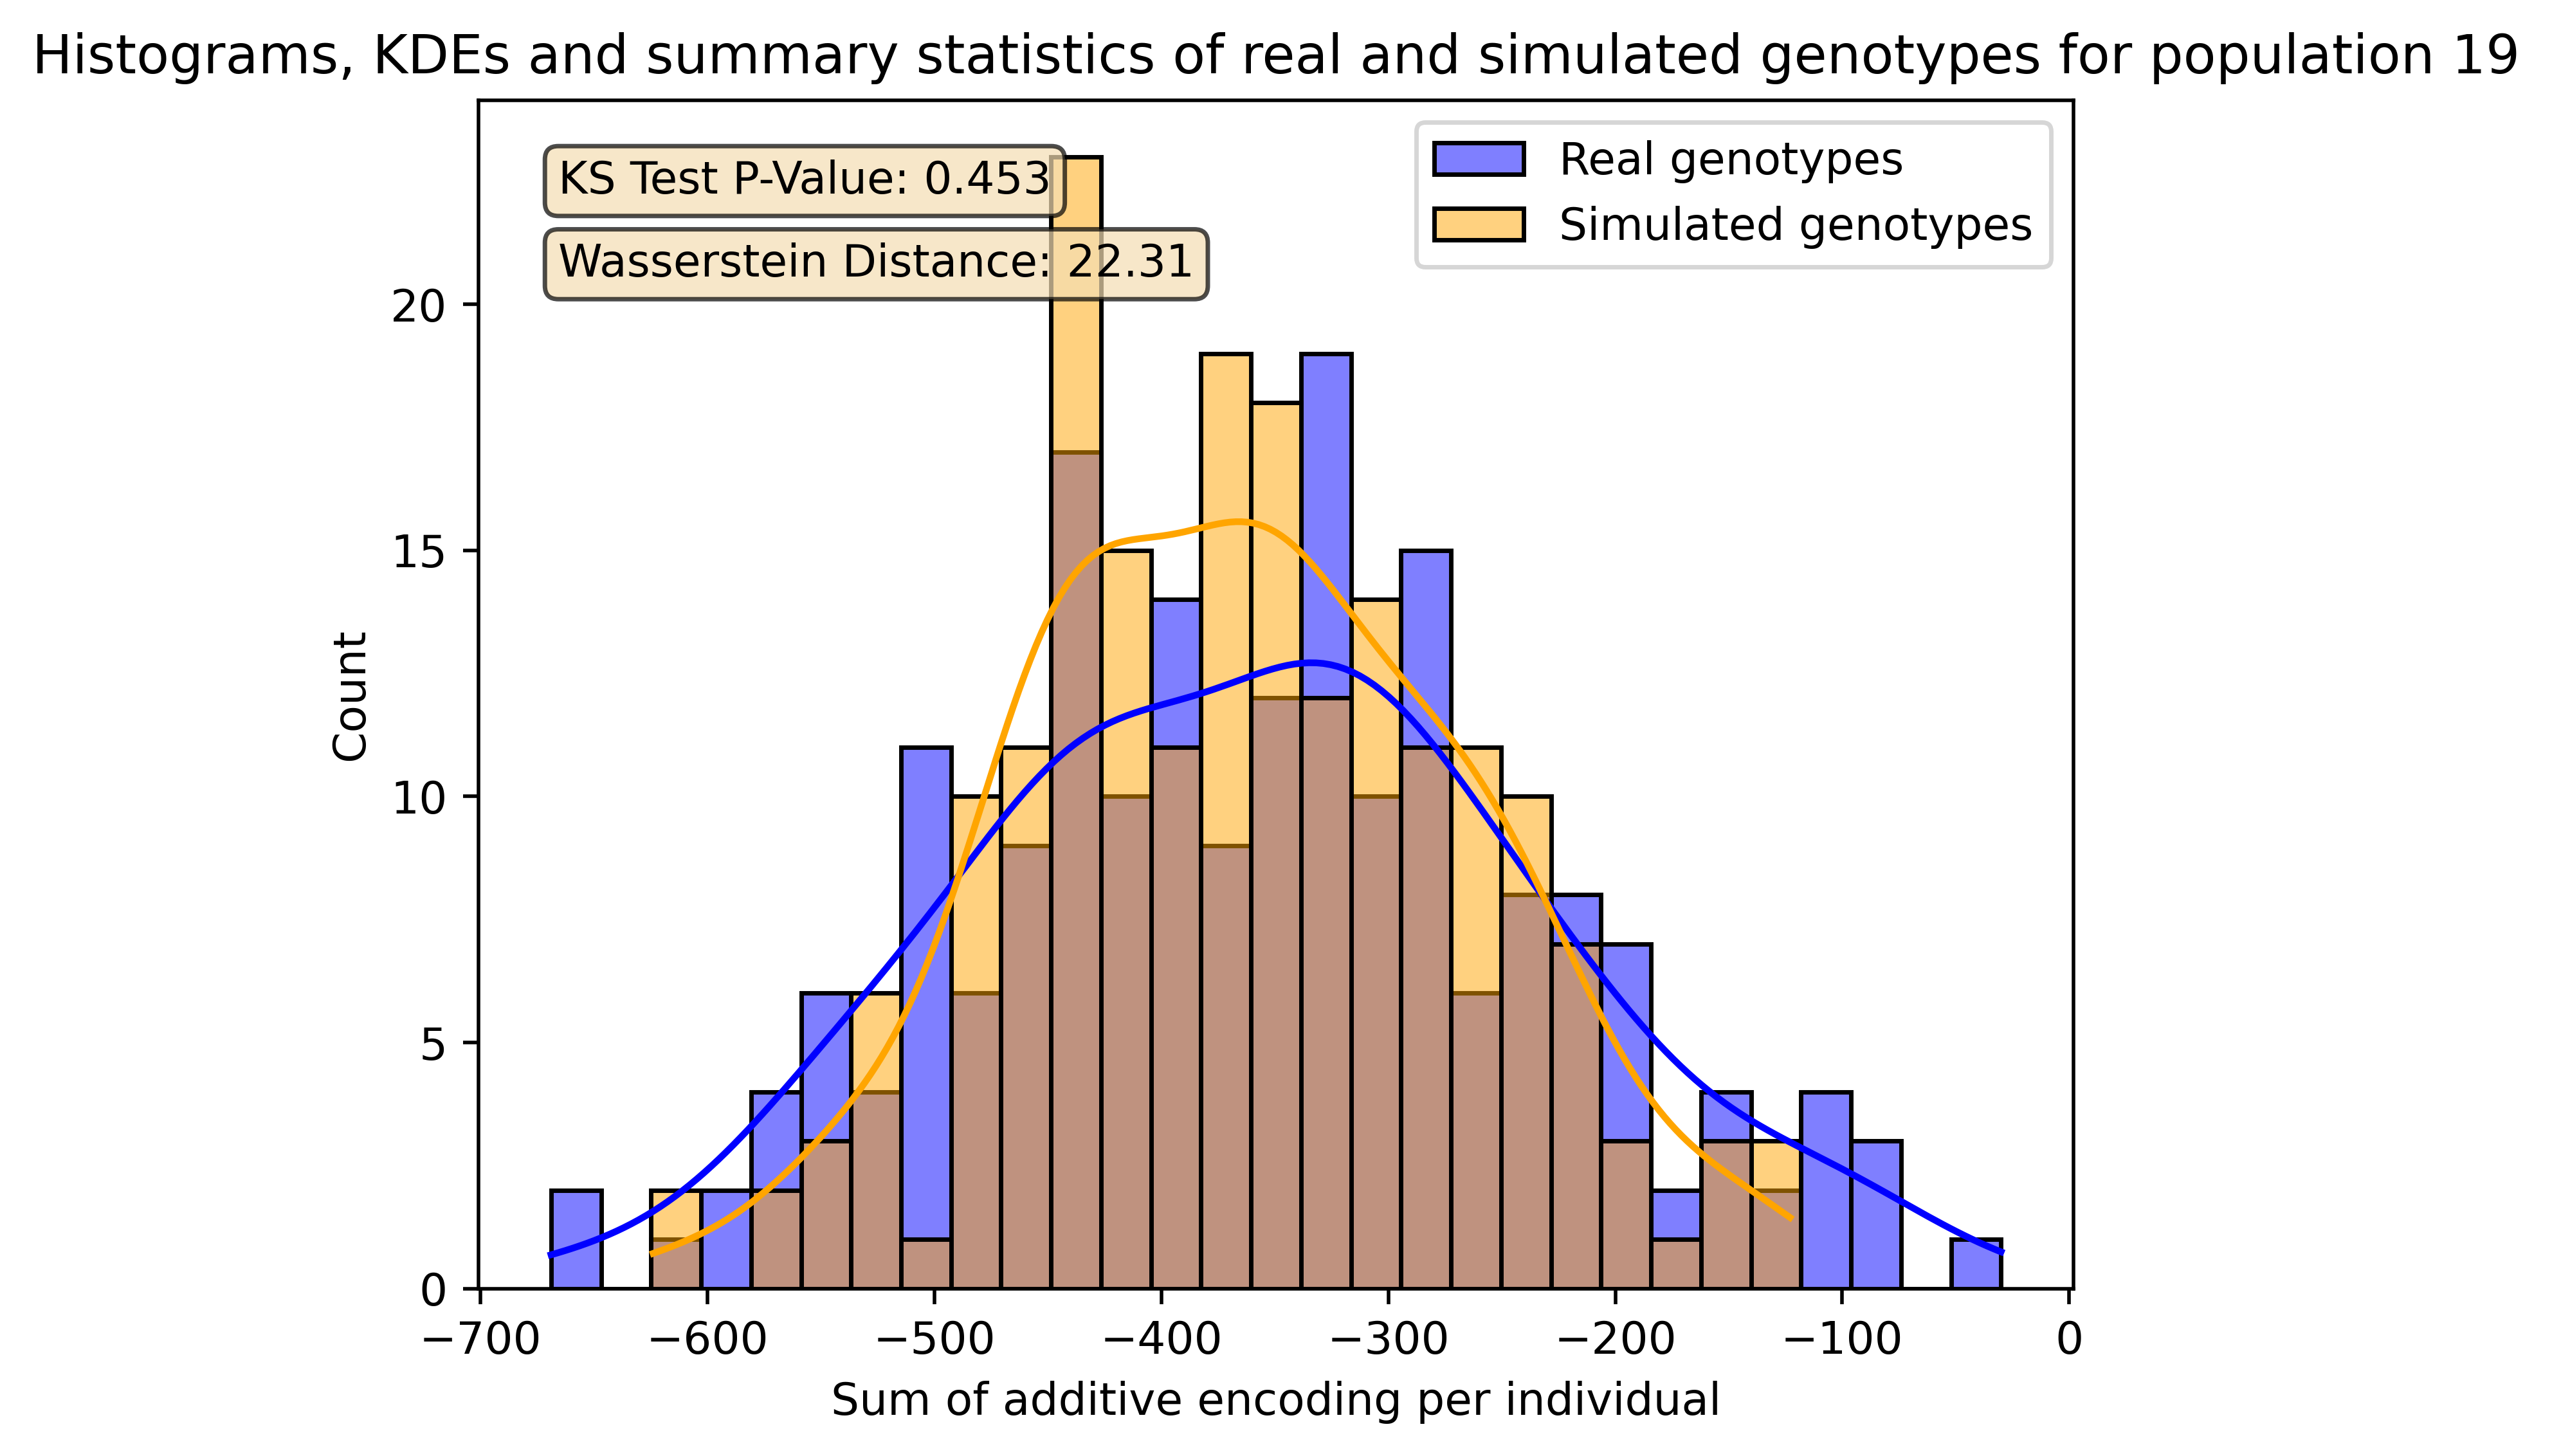 Histograms, KDEs and summary statistics of real and simulated genotypes for population 19
KS Test P-Value: 0.453
Wasserstein Distance: 22.31
Real genotypes
Simulated genotypes
20
15
10
5
0
Count
−700 −600 −500 −400 −300 −200 −100 0
Sum of additive encoding per individual